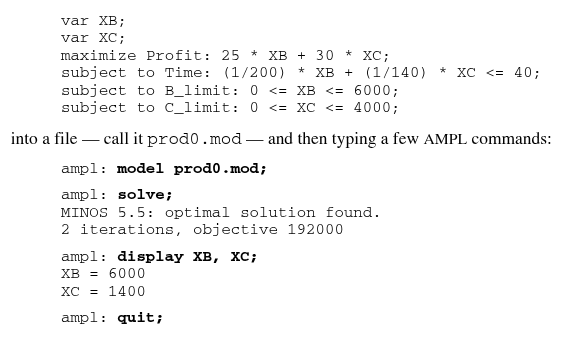 var XB;
var XC;
maximize Profit: 25 * XB + 30 * XC;
subject to Time: (1/200) * XB + (1/140) * XC <= 40;
subject to B_limit: 0 <= XB <= 6000;
subject to C_limit: 0 <= XC <= 4000;
into a file — call it prod0.mod — and then typing a few AMPL commands:
ampl: model prod0.mod;
ampl: solve;
MINOS 5.5: optimal solution found.
2 iterations, objective 192000
ampl: display XB, XC;
XB = 6000
XC = 1400
ampl: quit;